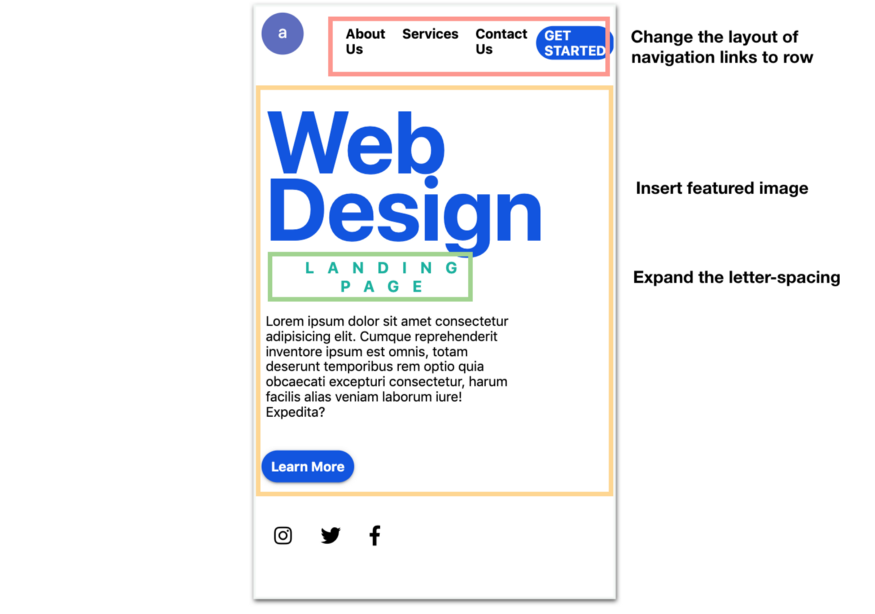 a
About Us
Services
Contact Us
GET STARTED
Change the layout of
navigation links to row
Web
Design
Insert featured image
LANDING
PAGE
Expand the letter-spacing
Lorem ipsum dolor sit amet consectetur
adipisicing elit. Cumque reprehenderit
inventore ipsum est omnis, totam
deserunt temporibus rem optio quia
obcaecati excepturi consectetur, harum
facilis alias veniam laborum iure!
Expedita?
Learn More